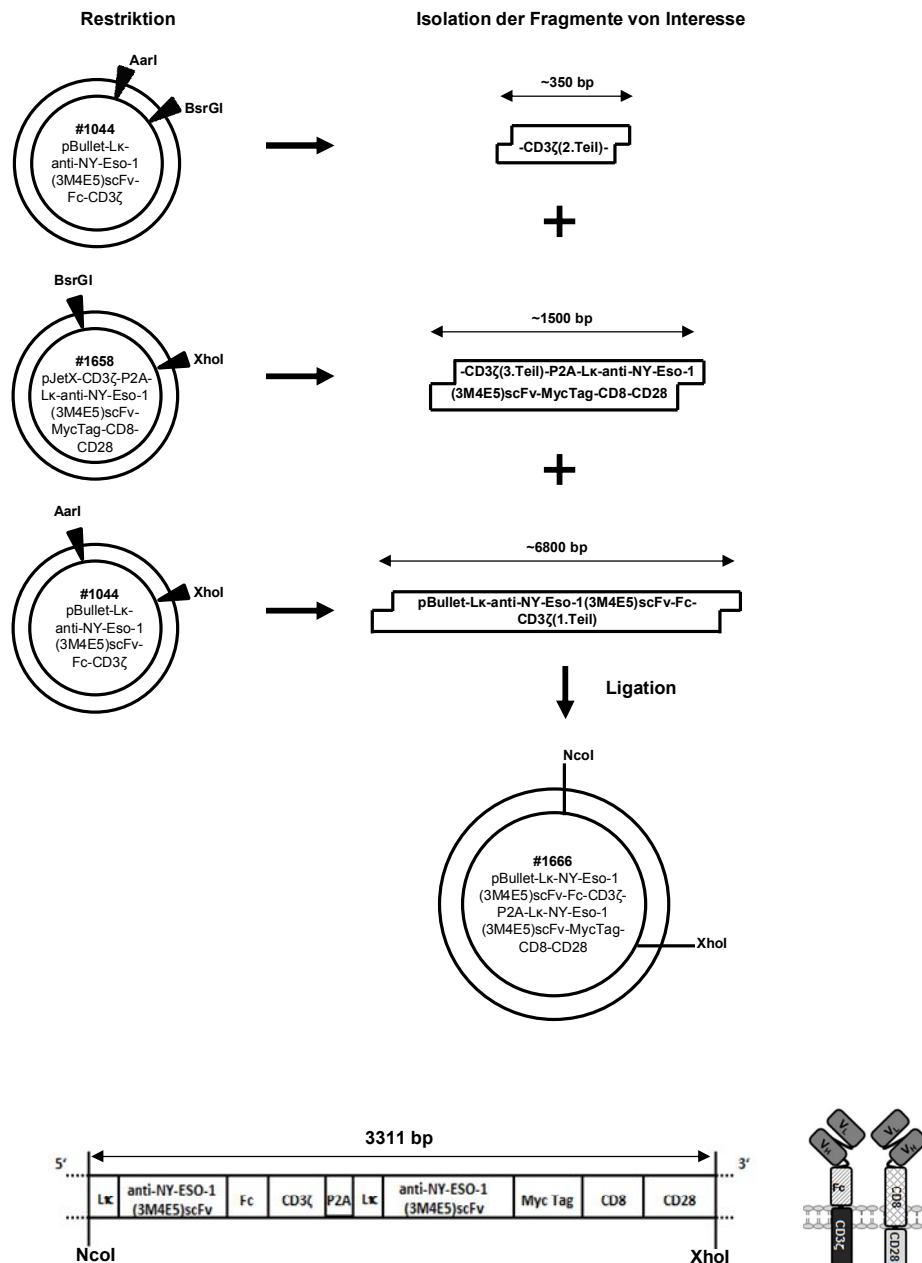 Restriktion
Isolation der Fragmente von Interesse
AarI
BsrGI
#1044
pBullet-Lκ-
anti-NY-Eso-1
(3M4E5)scFv-
Fc-CD3ζ
~350 bp
-CD3ζ(2.Teil)-
+
BsrGI
XhoI
#1658
pJetX-CD3ζ-P2A-
Lκ-anti-NY-Eso-1
(3M4E5)scFv-
MycTag-CD8-
CD28
~1500 bp
-CD3ζ(3.Teil)-P2A-Lκ-anti-NY-Eso-1
(3M4E5)scFv-MycTag-CD8-CD28
+
AarI
XhoI
#1044
pBullet-Lκ-
anti-NY-Eso-1
(3M4E5)scFv-
Fc-CD3ζ
~6800 bp
pBullet-Lκ-anti-NY-Eso-1(3M4E5)scFv-Fc-
CD3ζ(1.Teil)
Ligation
NcoI
XhoI
#1666
pBullet-Lκ-NY-Eso-1
(3M4E5)scFv-Fc-CD3ζ-
P2A-Lκ-NY-Eso-1
(3M4E5)scFv-MycTag-
CD8-CD28
3311 bp
5‘ 3‘
Lκ anti-NY-ESO-1 Fc CD3ζ P2A Lκ anti-NY-ESO-1 Myc Tag CD8 CD28
(3M4E5)scFv (3M4E5)scFv
NcoI XhoI
VL VL
VH VH
Fc CD8
CD3ζ CD28